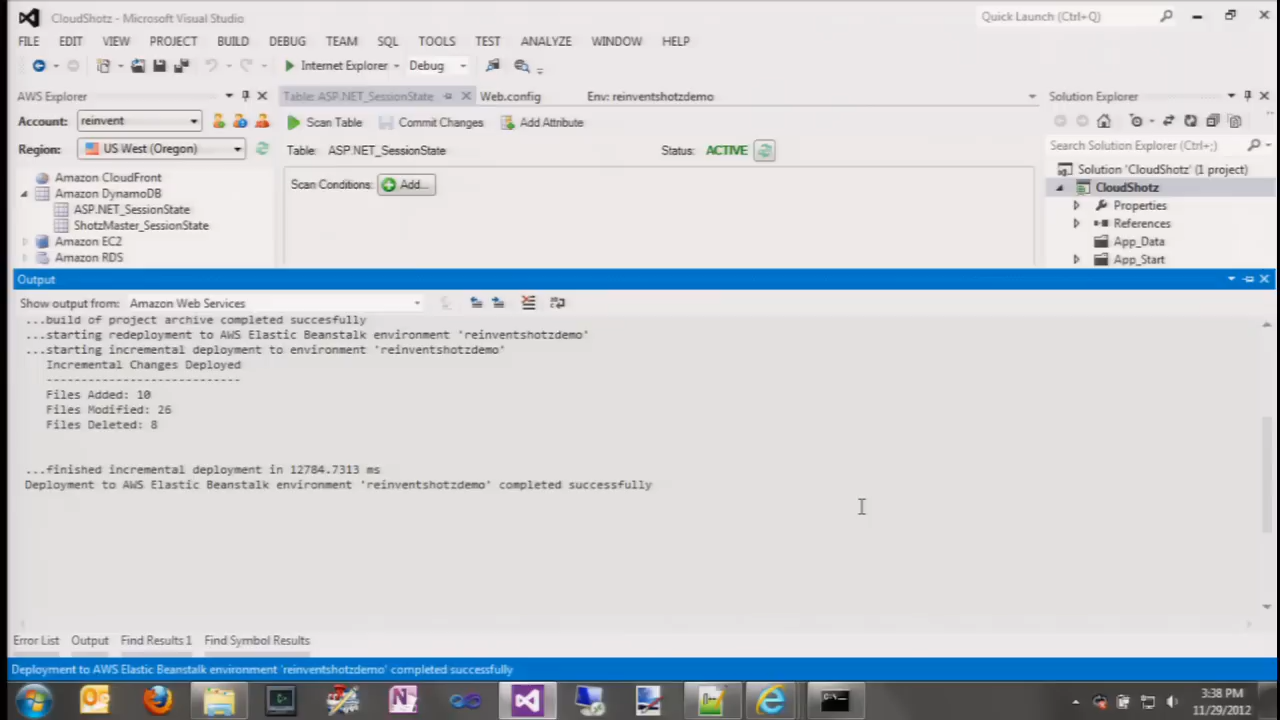 CloudShotz - Microsoft Visual Studio
Quick Launch (Ctrl+Q)
FILE EDIT VIEW PROJECT BUILD DEBUG TEAM SQL TOOLS TEST ANALYZE WINDOW HELP
Internet Explorer Debug
AWS Explorer
Table: ASP.NET_SessionState Web.config Env: reinventshotzdemo
Solution Explorer
Account: reinvent
Scan Table Commit Changes Add Attribute
Region: US West (Oregon)
Table: ASP.NET_SessionState Status: ACTIVE
Search Solution Explorer (Ctrl+;)
Scan Conditions: Add...
Amazon CloudFront
Amazon DynamoDB
ASP.NET_SessionState
ShotzMaster_SessionState
Amazon EC2
Amazon RDS
Solution 'CloudShotz' (1 project)
CloudShotz
Properties
References
App_Data
App_Start
Output
Show output from: Amazon Web Services
...build of project archive completed succesfully
...starting redeployment to AWS Elastic Beanstalk environment 'reinventshotzdemo'
...starting incremental deployment to environment 'reinventshotzdemo'
Incremental Changes Deployed
----------------------------
Files Added: 10
Files Modified: 26
Files Deleted: 8
...finished incremental deployment in 12784.7313 ms
Deployment to AWS Elastic Beanstalk environment 'reinventshotzdemo' completed successfully
Error List Output Find Results 1 Find Symbol Results
Deployment to AWS Elastic Beanstalk environment 'reinventshotzdemo' completed successfully
3:38 PM
11/29/2012